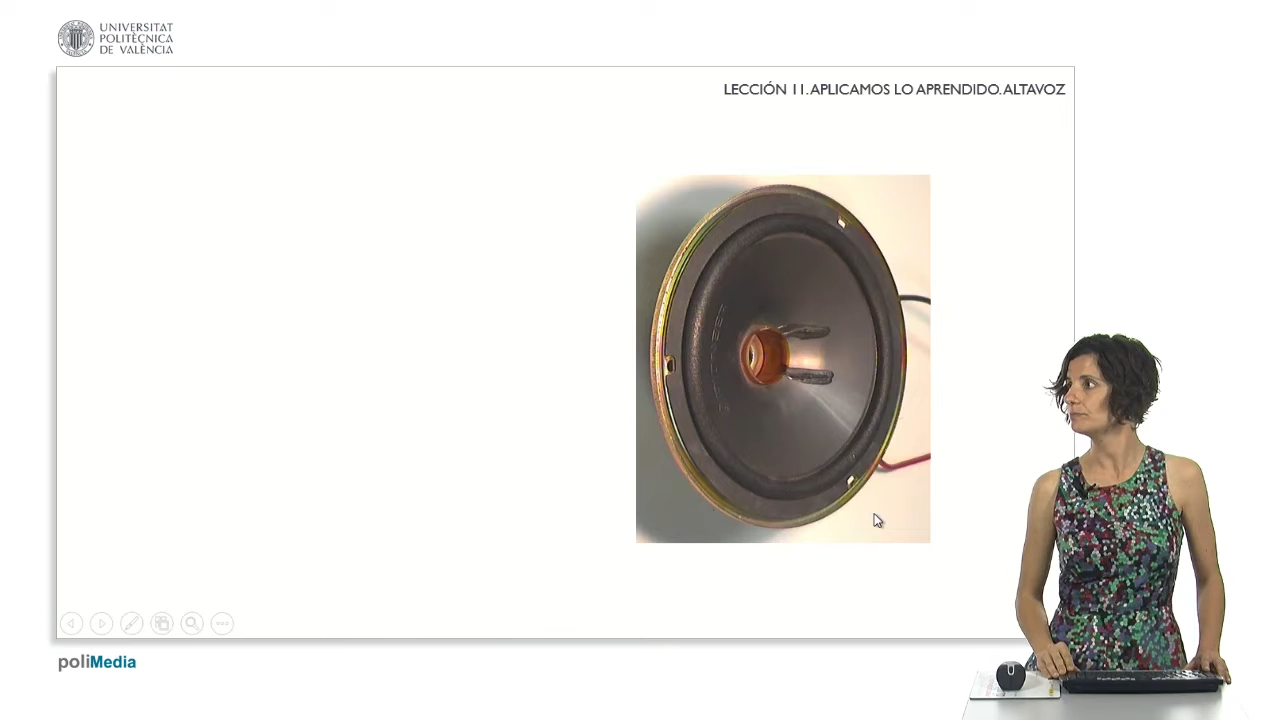 UNIVERSITAT
POLITÈCNICA
DE VALÈNCIA
LECCIÓN 11. APLICAMOS LO APRENDIDO. ALTAVOZ
poliMedia